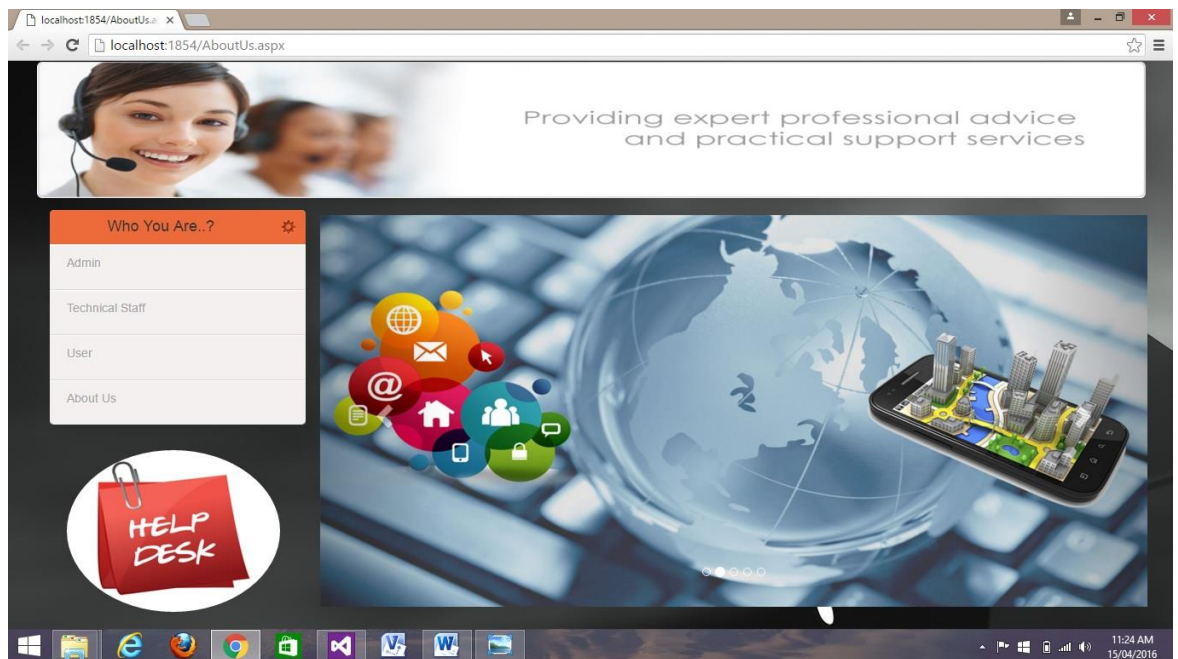 localhost:1854/AboutUs.a
localhost:1854/AboutUs.aspx
Providing expert professional advice
and practical support services
Who You Are..?
Admin
Technical Staff
User
About Us
HELP
DESK
11:24 AM
15/04/2016